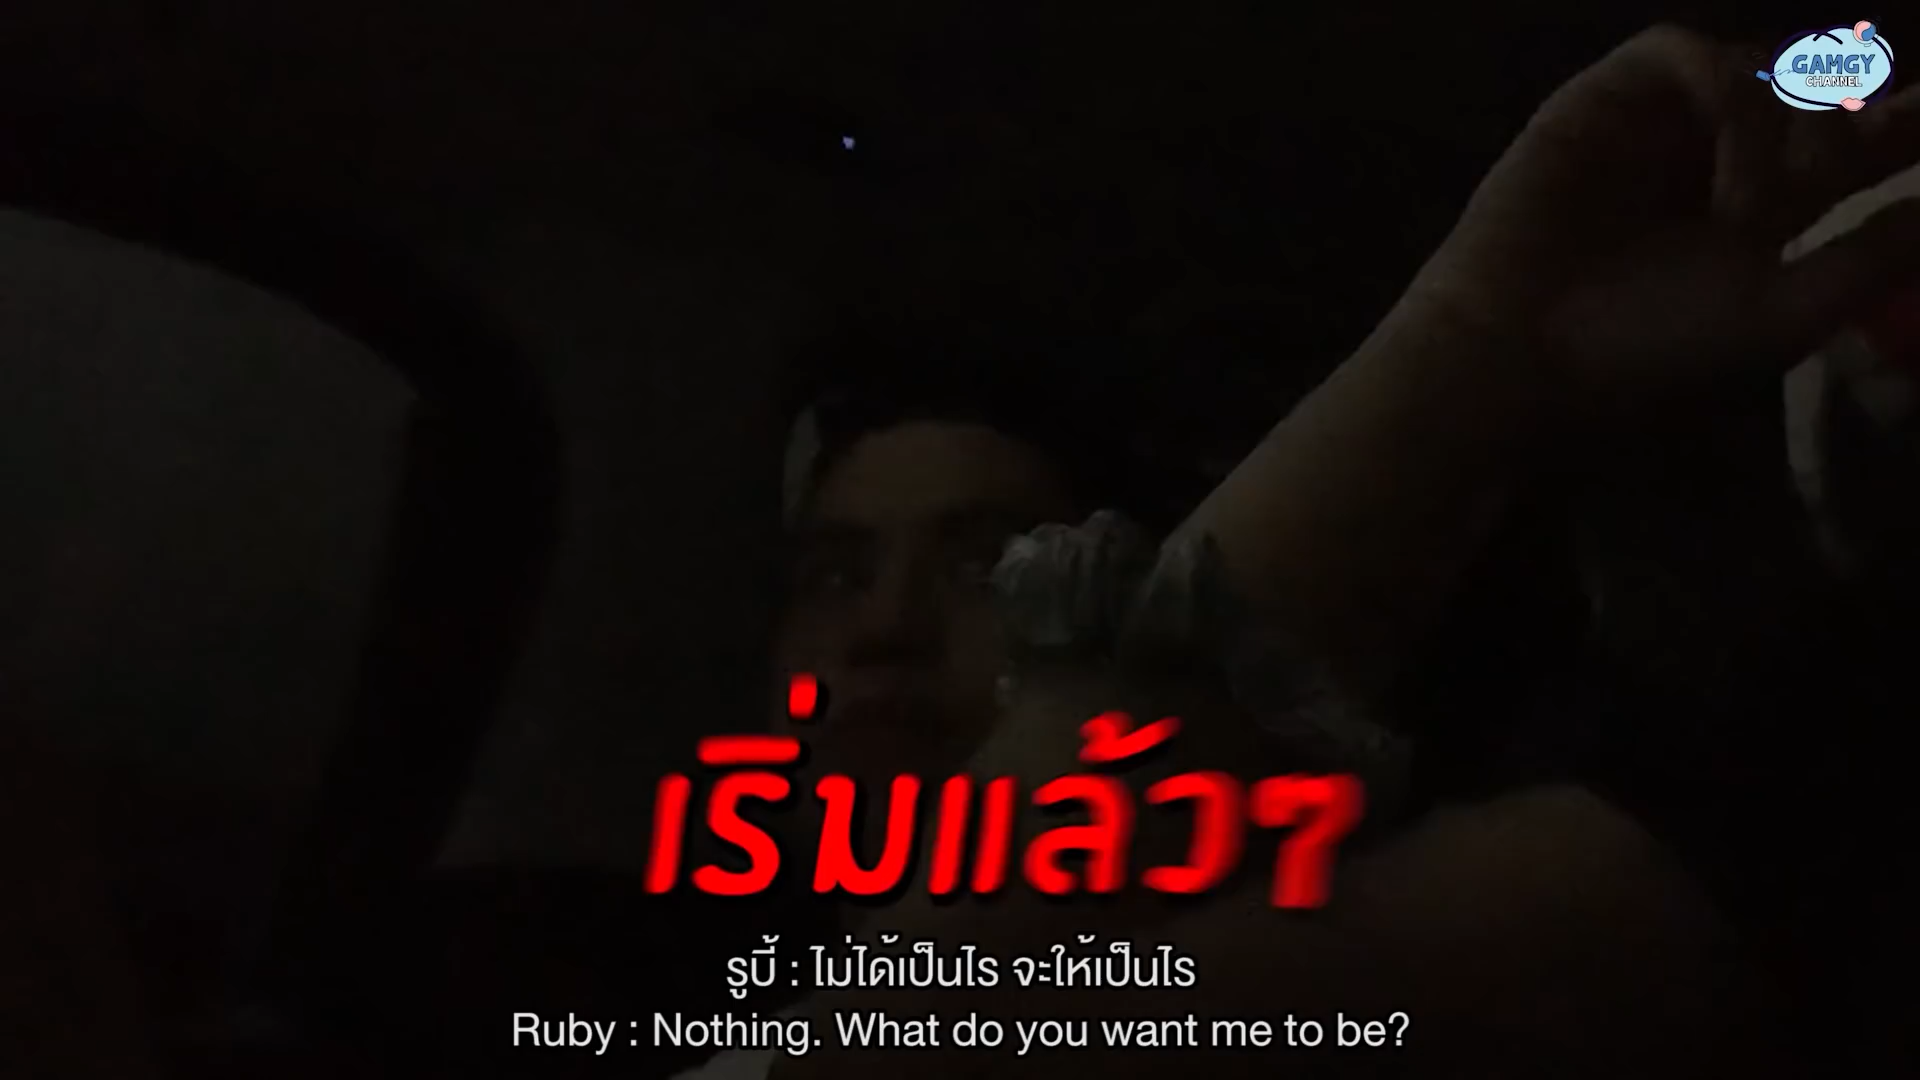 GAMGY
CHANNEL
เริ่มแล้วๆ
รูบี้ : ไม่ได้เป็นไร จะให้เป็นไร
Ruby : Nothing. What do you want me to be?